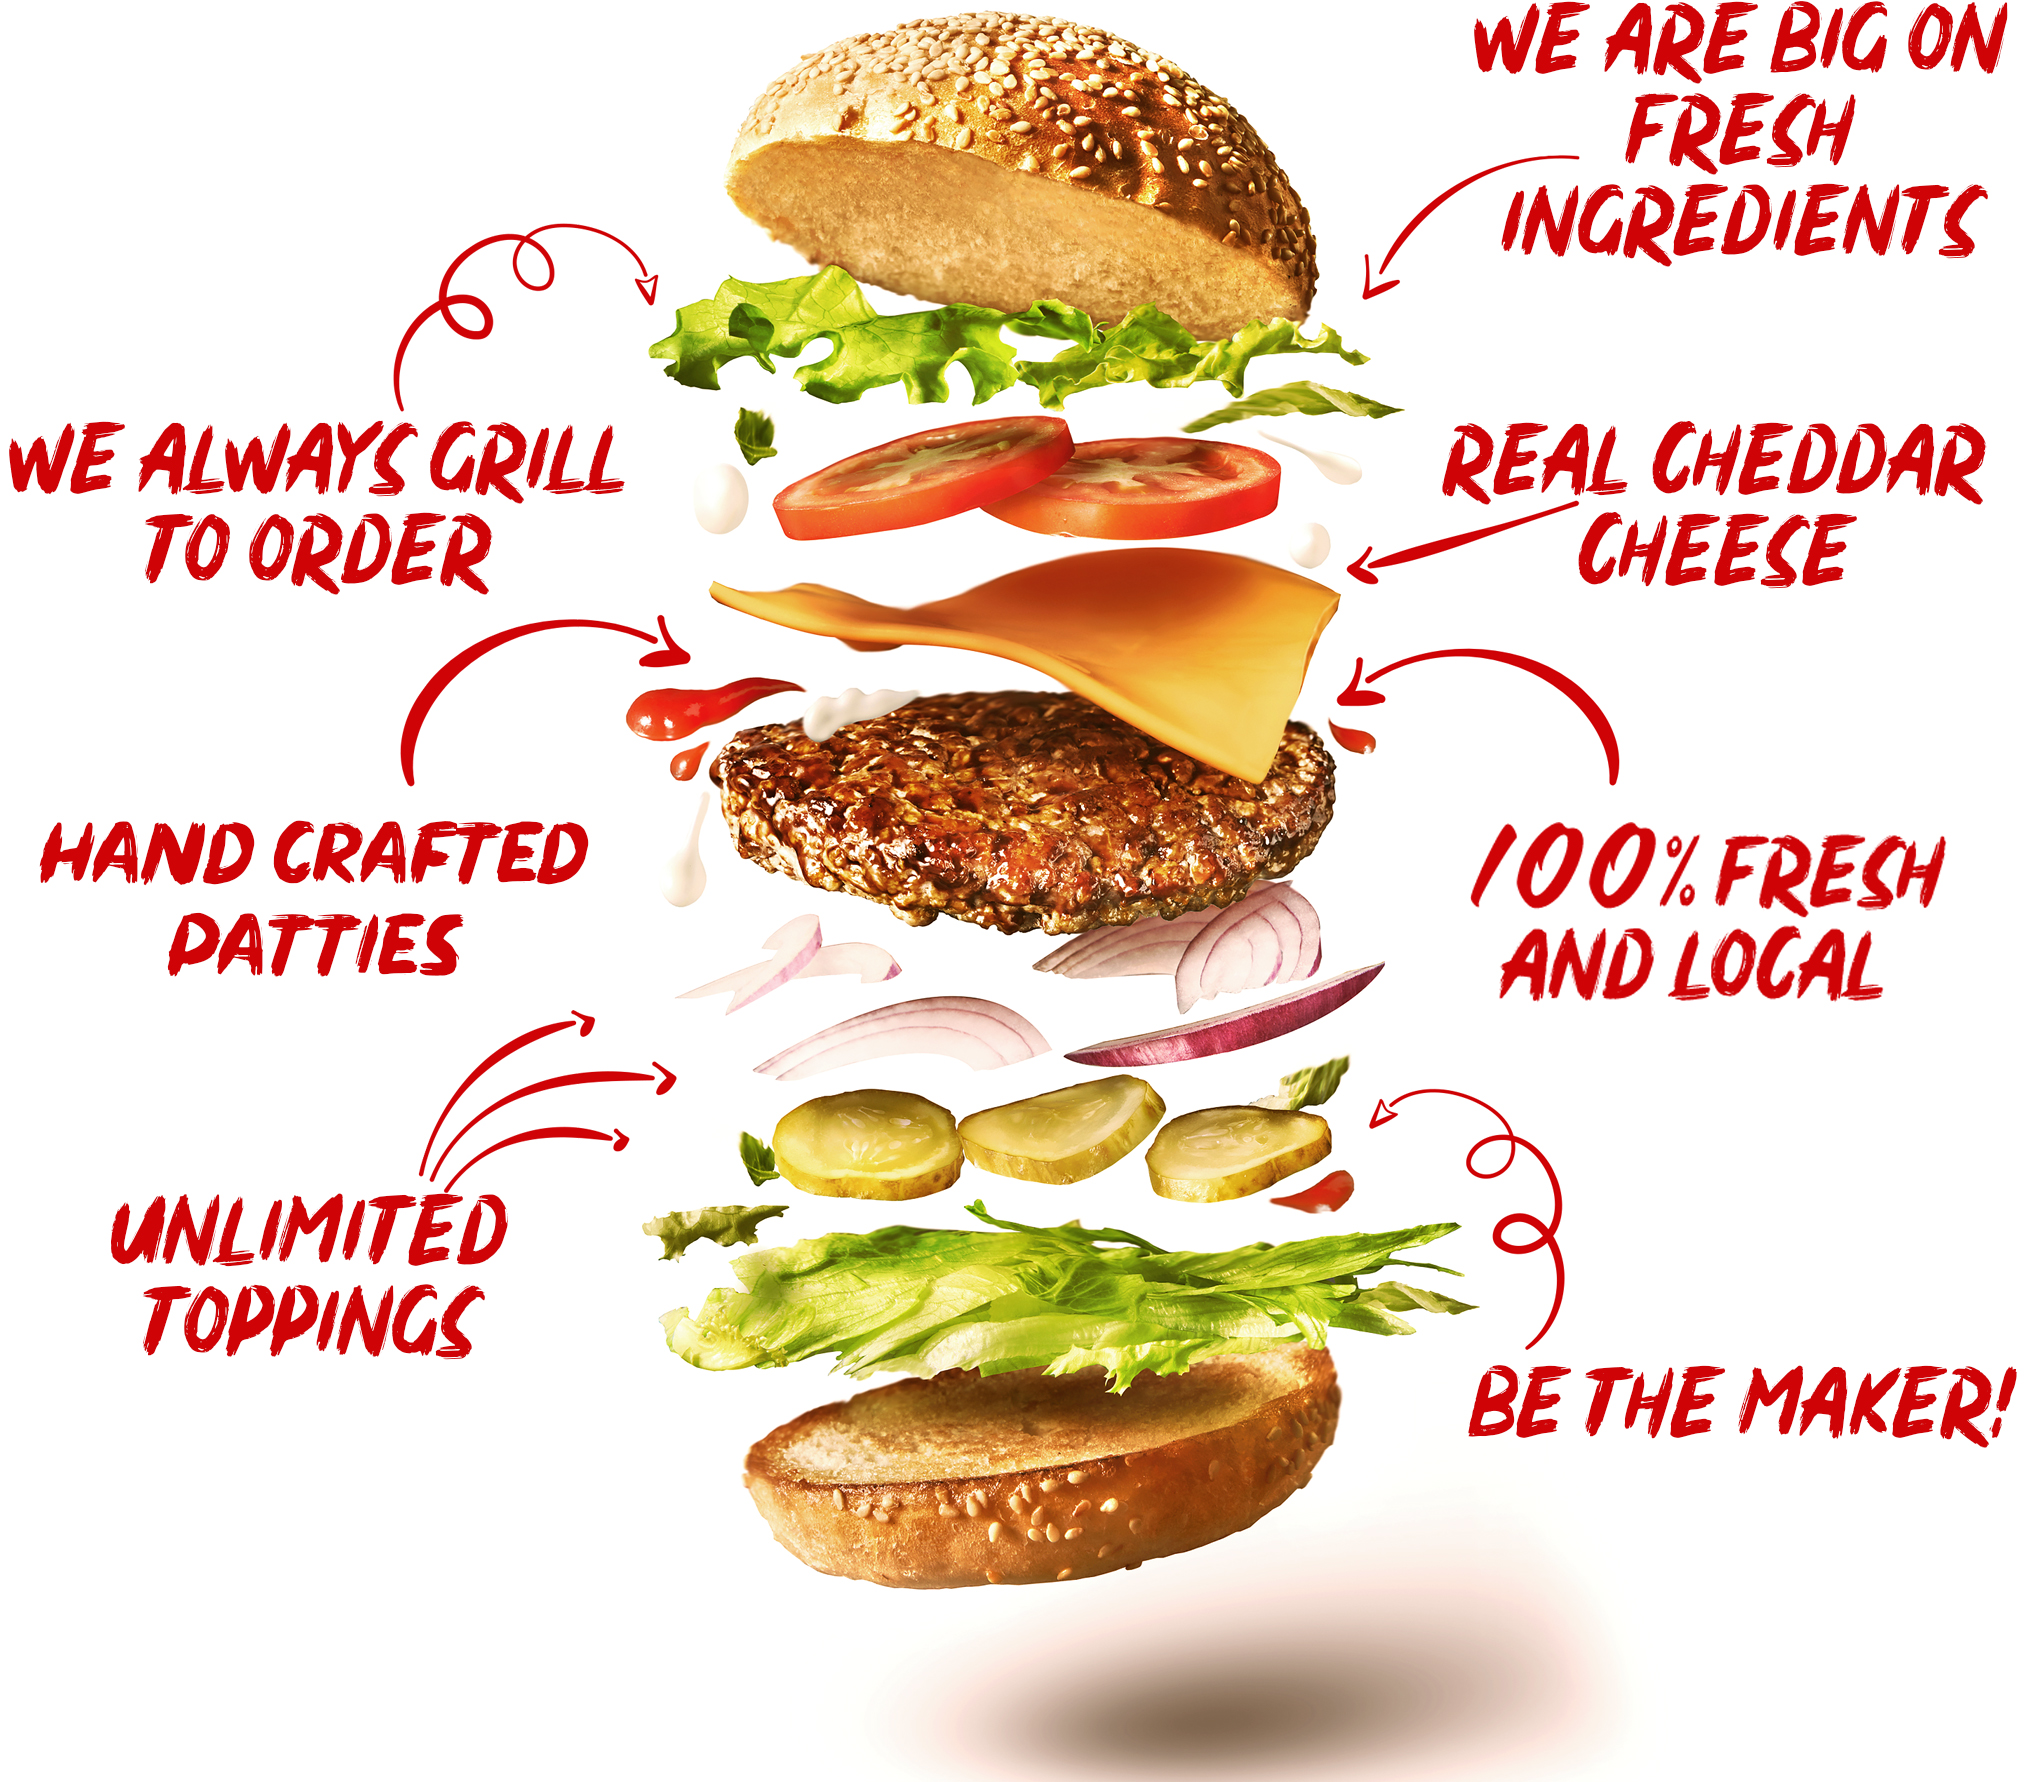 WE ARE BIG ON
FRESH
INGREDIENTS
WE ALWAYS GRILL
TO ORDER
REAL CHEDDAR
CHEESE
HAND CRAFTED
PATTIES
100% FRESH
AND LOCAL
UNLIMITED
TOPPINGS
BE THE MAKER!